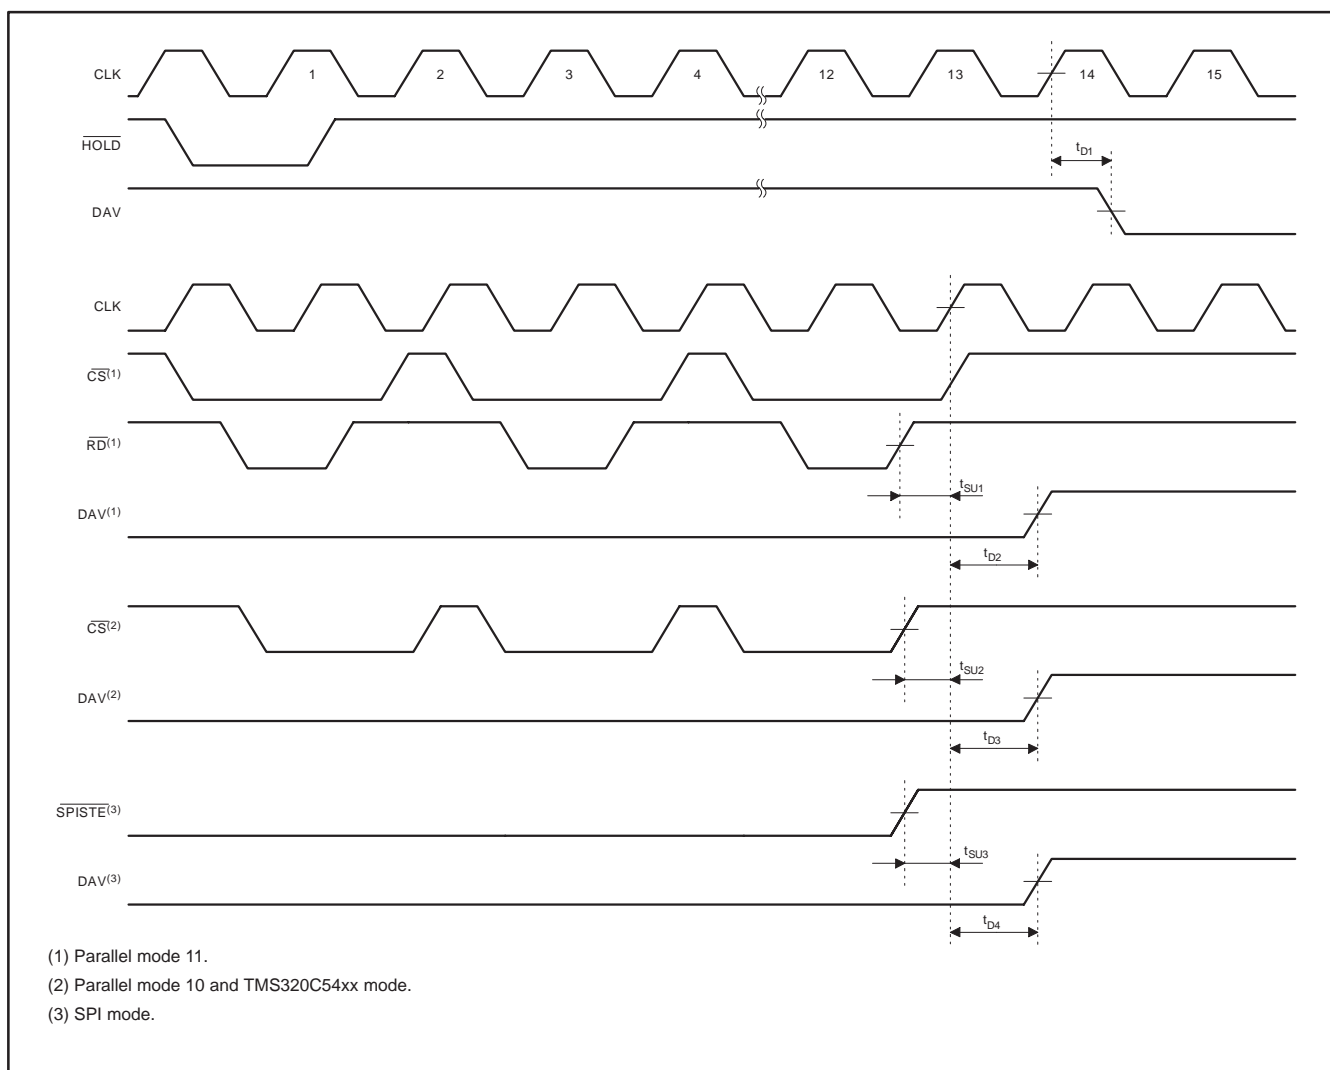 CLK 1 2 3 4 12 13 14 15
HOLD
tD1
DAV
CLK
CS(1)
RD(1)
tSU1
DAV(1)
tD2
CS(2)
tSU2
DAV(2)
tD3
SPISTE(3)
tSU3
DAV(3)
tD4
(1) Parallel mode 11.
(2) Parallel mode 10 and TMS320C54xx mode.
(3) SPI mode.